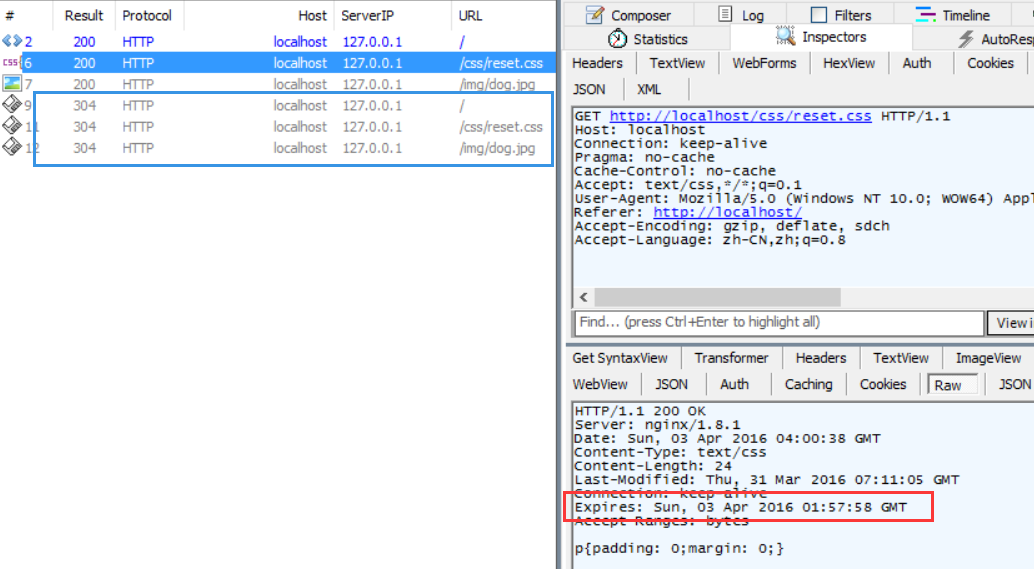 # Result Protocol Host ServerIP URL
2 200 HTTP localhost 127.0.0.1 /
6 200 HTTP localhost 127.0.0.1 /css/reset.css
7 200 HTTP localhost 127.0.0.1 /img/dog.jpg
9 304 HTTP localhost 127.0.0.1 /
11 304 HTTP localhost 127.0.0.1 /css/reset.css
12 304 HTTP localhost 127.0.0.1 /img/dog.jpg
Composer Log Filters Timeline
Statistics Inspectors AutoResp
Headers TextView WebForms HexView Auth Cookies
JSON XML
GET http://localhost/css/reset.css HTTP/1.1
Host: localhost
Connection: keep-alive
Pragma: no-cache
Cache-Control: no-cache
Accept: text/css,*/*;q=0.1
User-Agent: Mozilla/5.0 (Windows NT 10.0; WOW64) Appl
Referer: http://localhost/
Accept-Encoding: gzip, deflate, sdch
Accept-Language: zh-CN,zh;q=0.8
Find... (press Ctrl+Enter to highlight all) View i
Get SyntaxView Transformer Headers TextView ImageView
WebView JSON Auth Caching Cookies Raw JSON
HTTP/1.1 200 OK
Server: nginx/1.8.1
Date: Sun, 03 Apr 2016 04:00:38 GMT
Content-Type: text/css
Content-Length: 24
Last-Modified: Thu, 31 Mar 2016 07:11:05 GMT
Connection: keep-alive
Expires: Sun, 03 Apr 2016 01:57:58 GMT
Accept-Ranges: bytes
p{padding: 0;margin: 0;}